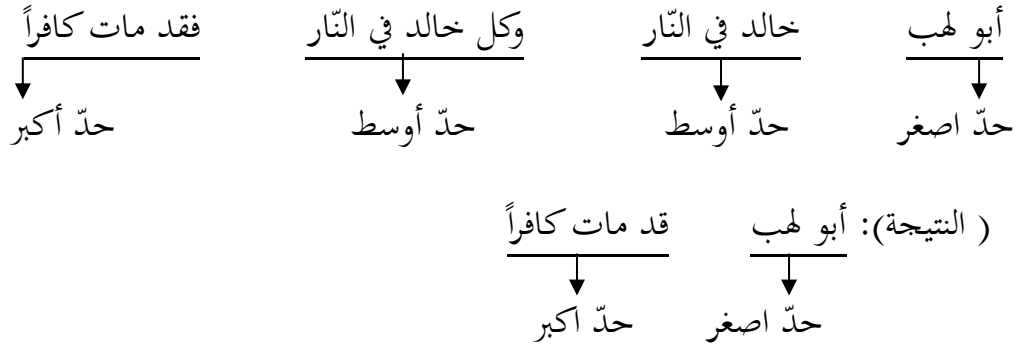 أبو لهب خالد في النّار وكل خالد في النّار فقد مات كافراً
حدّ اصغر حدّ أوسط حدّ أوسط حدّ أكبر
( النتيجة): أبو لهب قد مات كافراً
حدّ اصغر حدّ اكبر